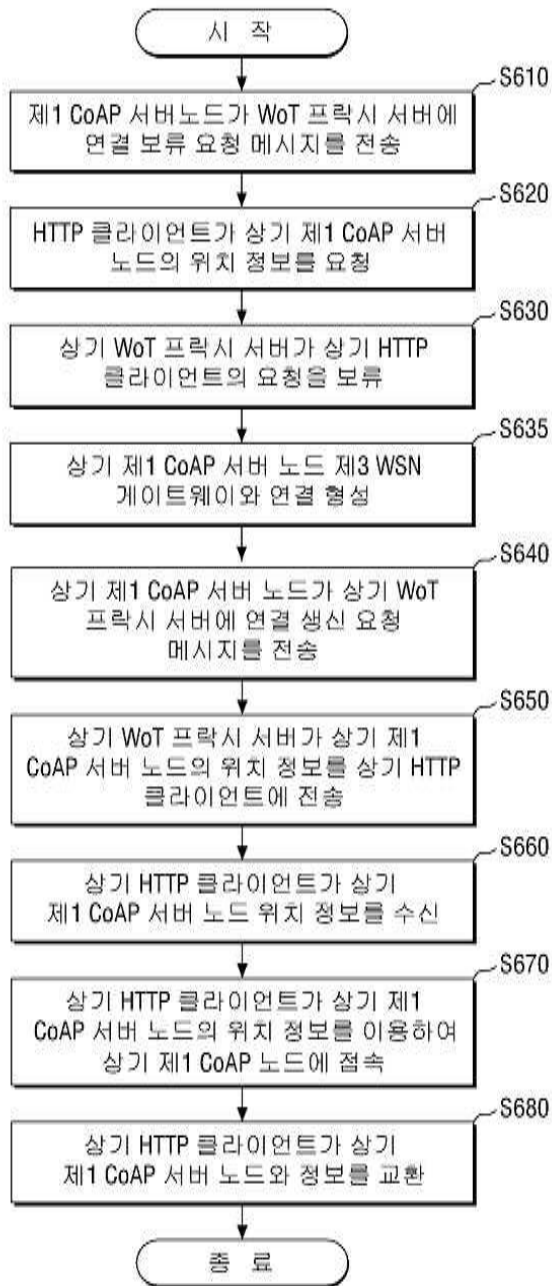 시 작
S610
제1 CoAP 서버노드가 WoT 프락시 서버에
연결 보류 요청 메시지를 전송
S620
HTTP 클라이언트가 상기 제1 CoAP 서버
노드의 위치 정보를 요청
S630
상기 WoT 프락시 서버가 상기 HTTP
클라이언트의 요청을 보류
S635
상기 제1 CoAP 서버 노드 제3 WSN
게이트웨이와 연결 형성
S640
상기 제1 CoAP 서버 노드가 상기 WoT
프락시 서버에 연결 생신 요청
메시지를 전송
S650
상기 WoT 프락시 서버가 상기 제1
CoAP 서버 노드의 위치 정보를 상기 HTTP
클라이언트에 전송
S660
상기 HTTP 클라이언트가 상기
제1 CoAP 서버 노드 위치 정보를 수신
S670
상기 HTTP 클라이언트가 상기 제1
CoAP 서버 노드의 위치 정보를 이용하여
상기 제1 CoAP 노드에 접속
S680
상기 HTTP 클라이언트가 상기
제1 CoAP 서버 노드와 정보를 교환
종 료